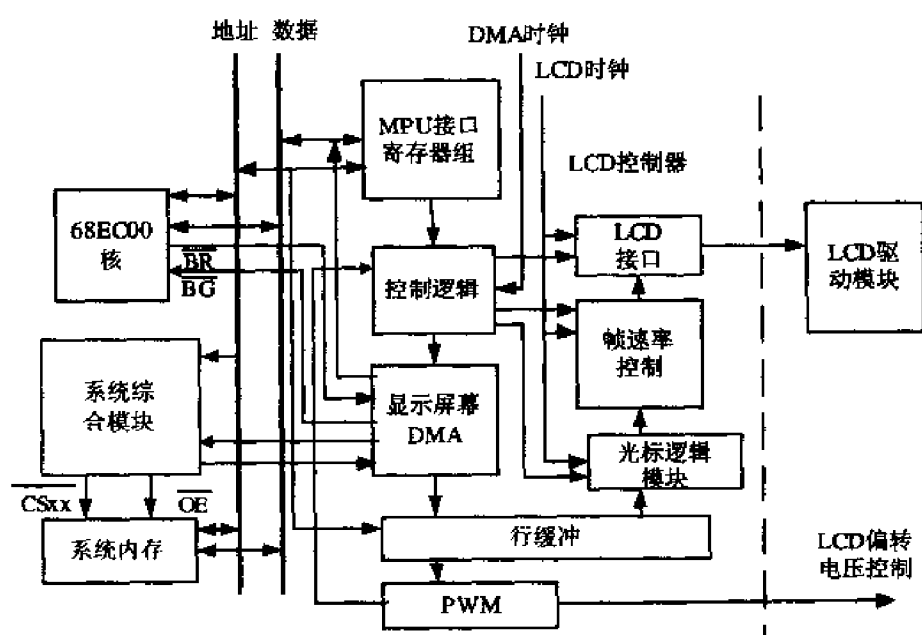 地址 数据
DMA时钟
LCD时钟
MPU接口
寄存器组
LCD控制器
68EC00
核
BR
BG
控制逻辑
LCD
接口
LCD驱
动模块
帧速率
控制
系统综
合模块
显示屏幕
DMA
光标逻辑
模块
CSxx
OE
系统内存
行缓冲
LCD偏转
电压控制
PWM